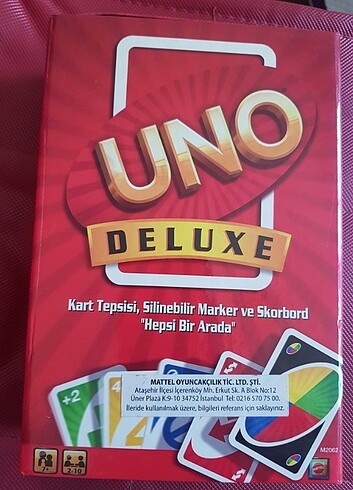 UNO
DELUXE
Kart Tepsisi, Silinebilir Marker ve Skorbord
"Hepsi Bir Arada"
MATTEL OYUNCAKÇILIK TİC. LTD. ŞTİ.
Ataşehir İlçesi İçerenköy Mh. Erkut Sk. A Blok No:12
Üner Plaza K:9-10 34752 İstanbul Tel: 0216 570 75 00.
İleride kullanılmak üzere, bilgileri referans için saklayınız.
+2
M2062
7+
2-10